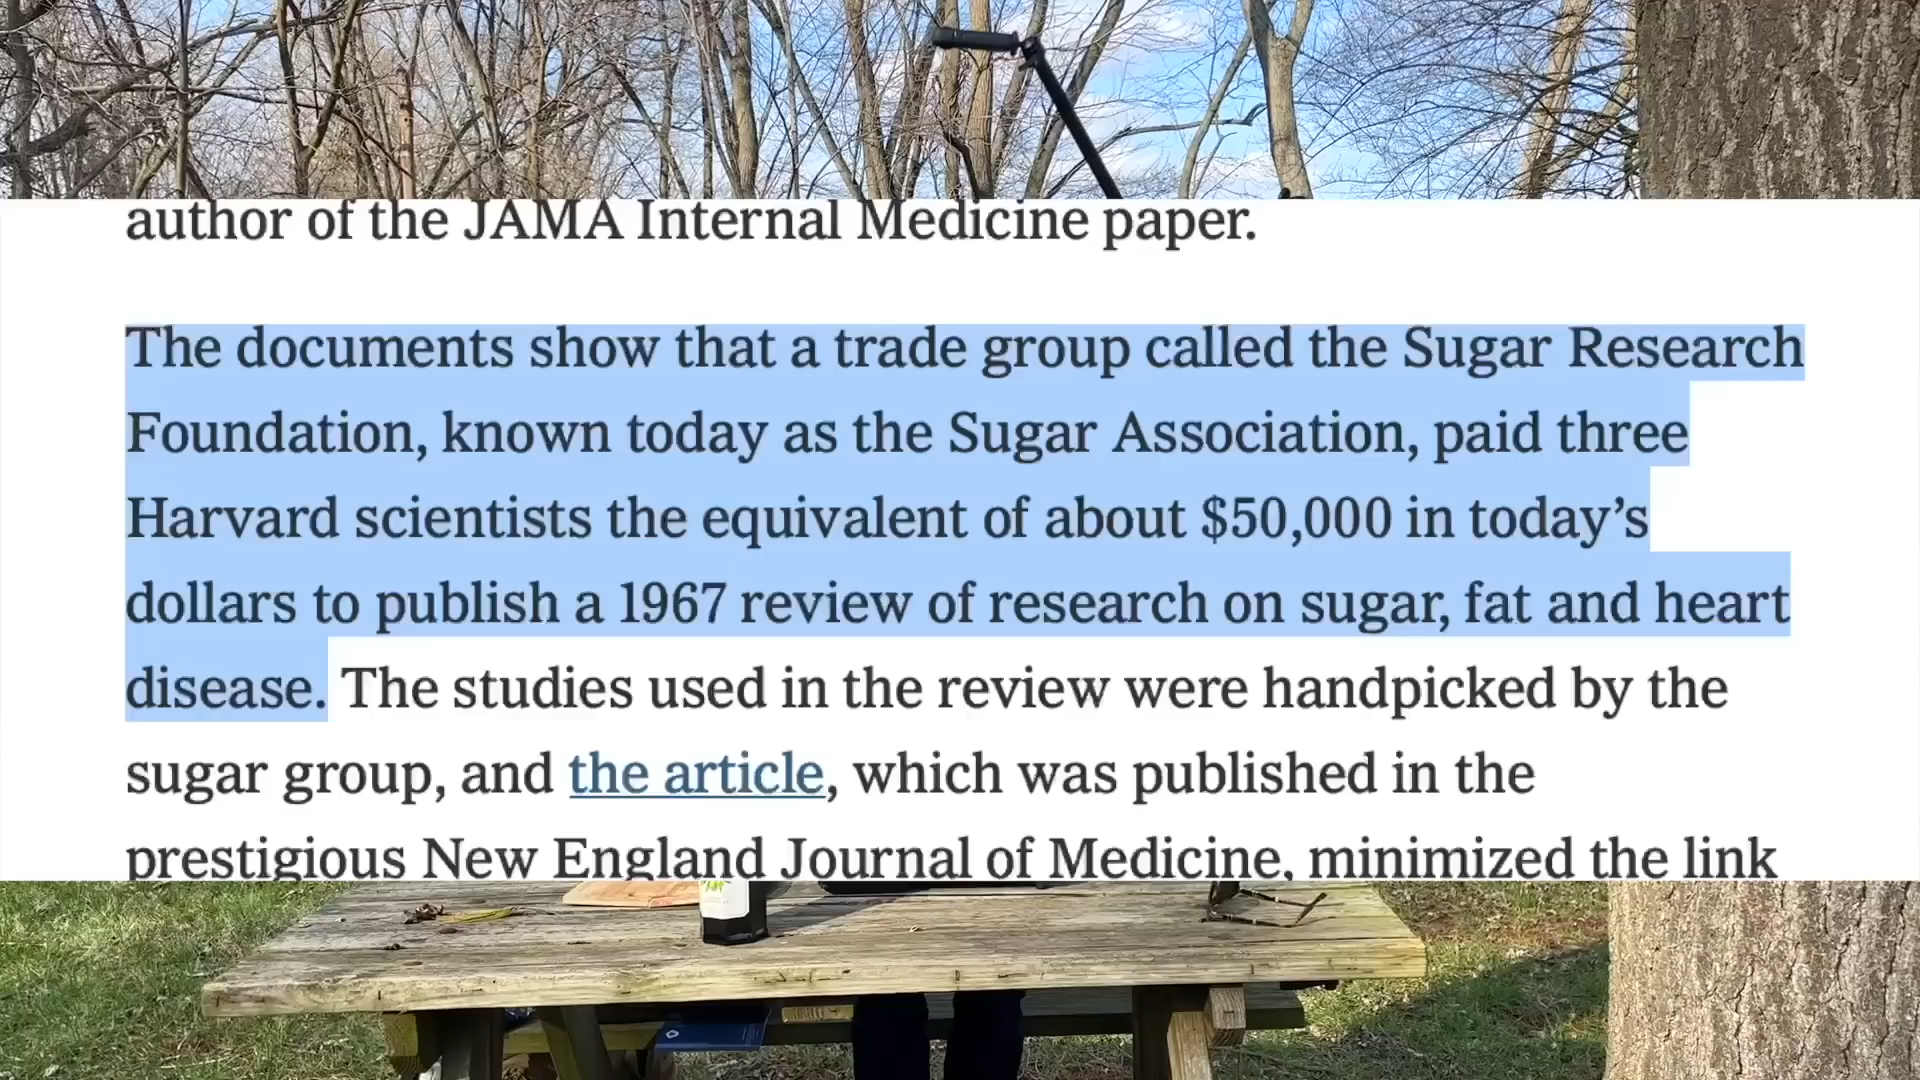 author of the JAMA Internal Medicine paper.
The documents show that a trade group called the Sugar Research
Foundation, known today as the Sugar Association, paid three
Harvard scientists the equivalent of about $50,000 in today’s
dollars to publish a 1967 review of research on sugar, fat and heart
disease. The studies used in the review were handpicked by the
sugar group, and the article, which was published in the
prestigious New England Journal of Medicine, minimized the link